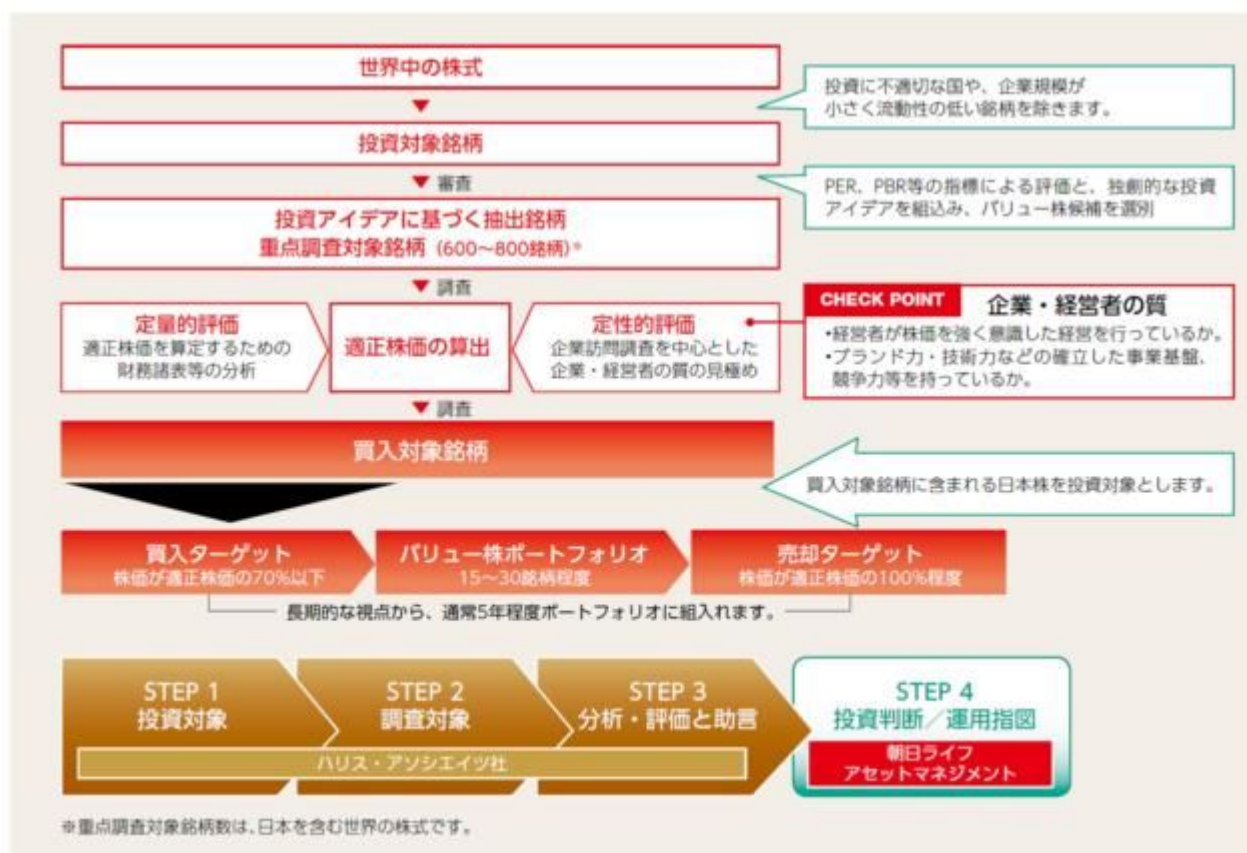 世界中の株式
投資に不適切な国や、企業規模が
小さく流動性の低い銘柄を除きます。
投資対象銘柄
審査
PER、PBR等の指標による評価と、独創的な投資
アイデアを組込み、バリュー株候補を選別
投資アイデアに基づく抽出銘柄
重点調査対象銘柄（600～800銘柄）※
調査
定量的評価
適正株価を算定するための
財務諸表等の分析
適正株価の算出
定性的評価
企業訪問調査を中心とした
企業・経営者の質の見極め
CHECK POINT 企業・経営者の質
•経営者が株価を強く意識した経営を行っているか。
•ブランド力・技術力などの確立した事業基盤、
競争力等を持っているか。
調査
買入対象銘柄
買入対象銘柄に含まれる日本株を投資対象とします。
買入ターゲット
株価が適正株価の70%以下
バリュー株ポートフォリオ
15～30銘柄程度
売却ターゲット
株価が適正株価の100%程度
長期的な視点から、通常5年程度ポートフォリオに組入れます。
STEP 1
投資対象
STEP 2
調査対象
STEP 3
分析・評価と助言
ハリス・アソシエイツ社
STEP 4
投資判断／運用指図
朝日ライフ
アセットマネジメント
※重点調査対象銘柄数は、日本を含む世界の株式です。